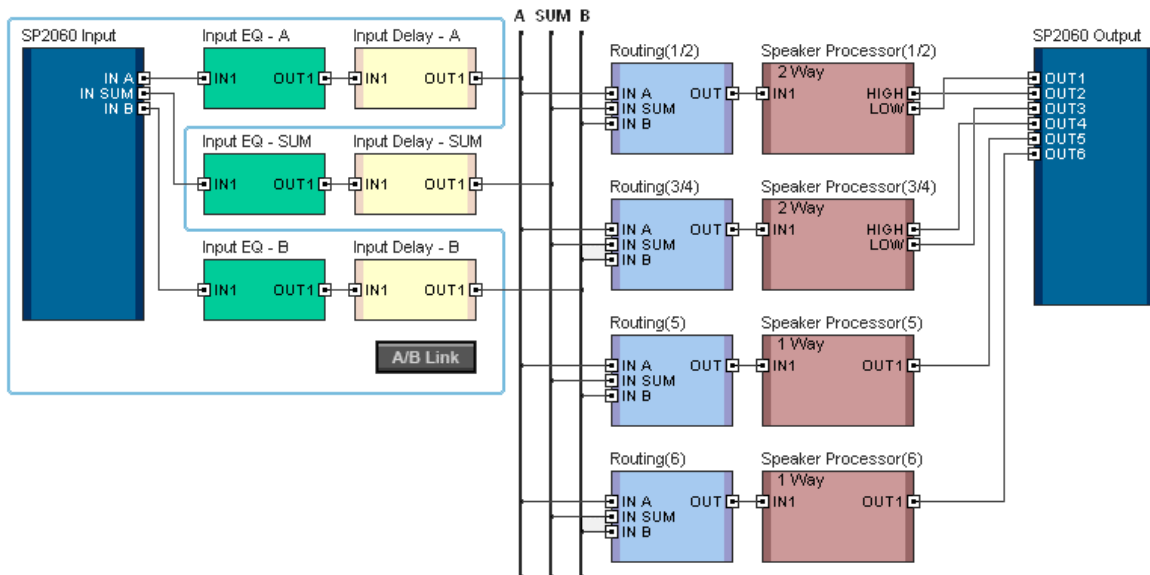 A SUM B
SP2060 Input
IN A
IN SUM
IN B
Input EQ - A
IN1 OUT1
Input Delay - A
IN1 OUT1
Input EQ - SUM
IN1 OUT1
Input Delay - SUM
IN1 OUT1
Input EQ - B
IN1 OUT1
Input Delay - B
IN1 OUT1
A/B Link
Routing(1/2)
IN A OUT
IN SUM
IN B
Speaker Processor(1/2)
2 Way
IN1 HIGH
LOW
Routing(3/4)
IN A OUT
IN SUM
IN B
Speaker Processor(3/4)
2 Way
IN1 HIGH
LOW
Routing(5)
IN A OUT
IN SUM
IN B
Speaker Processor(5)
1 Way
IN1 OUT1
Routing(6)
IN A OUT
IN SUM
IN B
Speaker Processor(6)
1 Way
IN1 OUT1
SP2060 Output
OUT1
OUT2
OUT3
OUT4
OUT5
OUT6